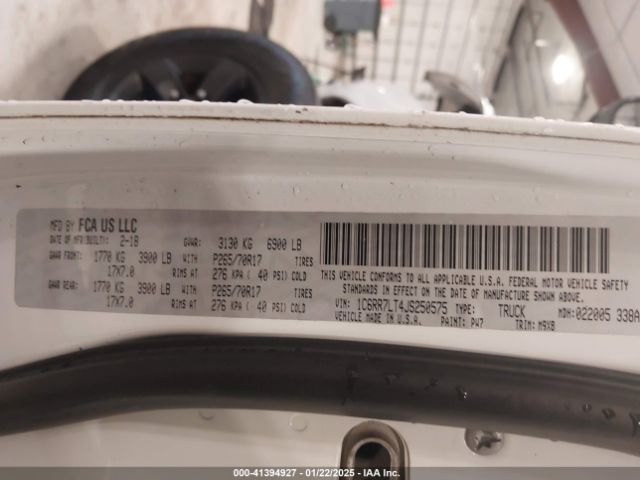 MFD BY FCA US LLC
DATE OF MFR(BUILT): 2-18 GVWR: 3130 KG 6900 LB
GAWR FRONT: 1770 KG 3900 LB WITH P265/70R17 TIRES
17X7.0 RIMS AT 276 KPA ( 40 PSI) COLD
GAWR REAR: 1770 KG 3900 LB WITH P265/70R17 TIRES
17X7.0 RIMS AT 276 KPA ( 40 PSI) COLD
THIS VEHICLE CONFORMS TO ALL APPLICABLE U.S.A. FEDERAL MOTOR VEHICLE SAFETY
STANDARDS IN EFFECT ON THE DATE OF MANUFACTURE SHOWN ABOVE.
VIN: 1C6RR7LT4JS250575 TYPE: TRUCK MDH: 022005 338A
VEHICLE MADE IN U.S.A. PAINT: PW7 TRIM: M9X8
000-41394927 - 01/22/2025 - IAA Inc.